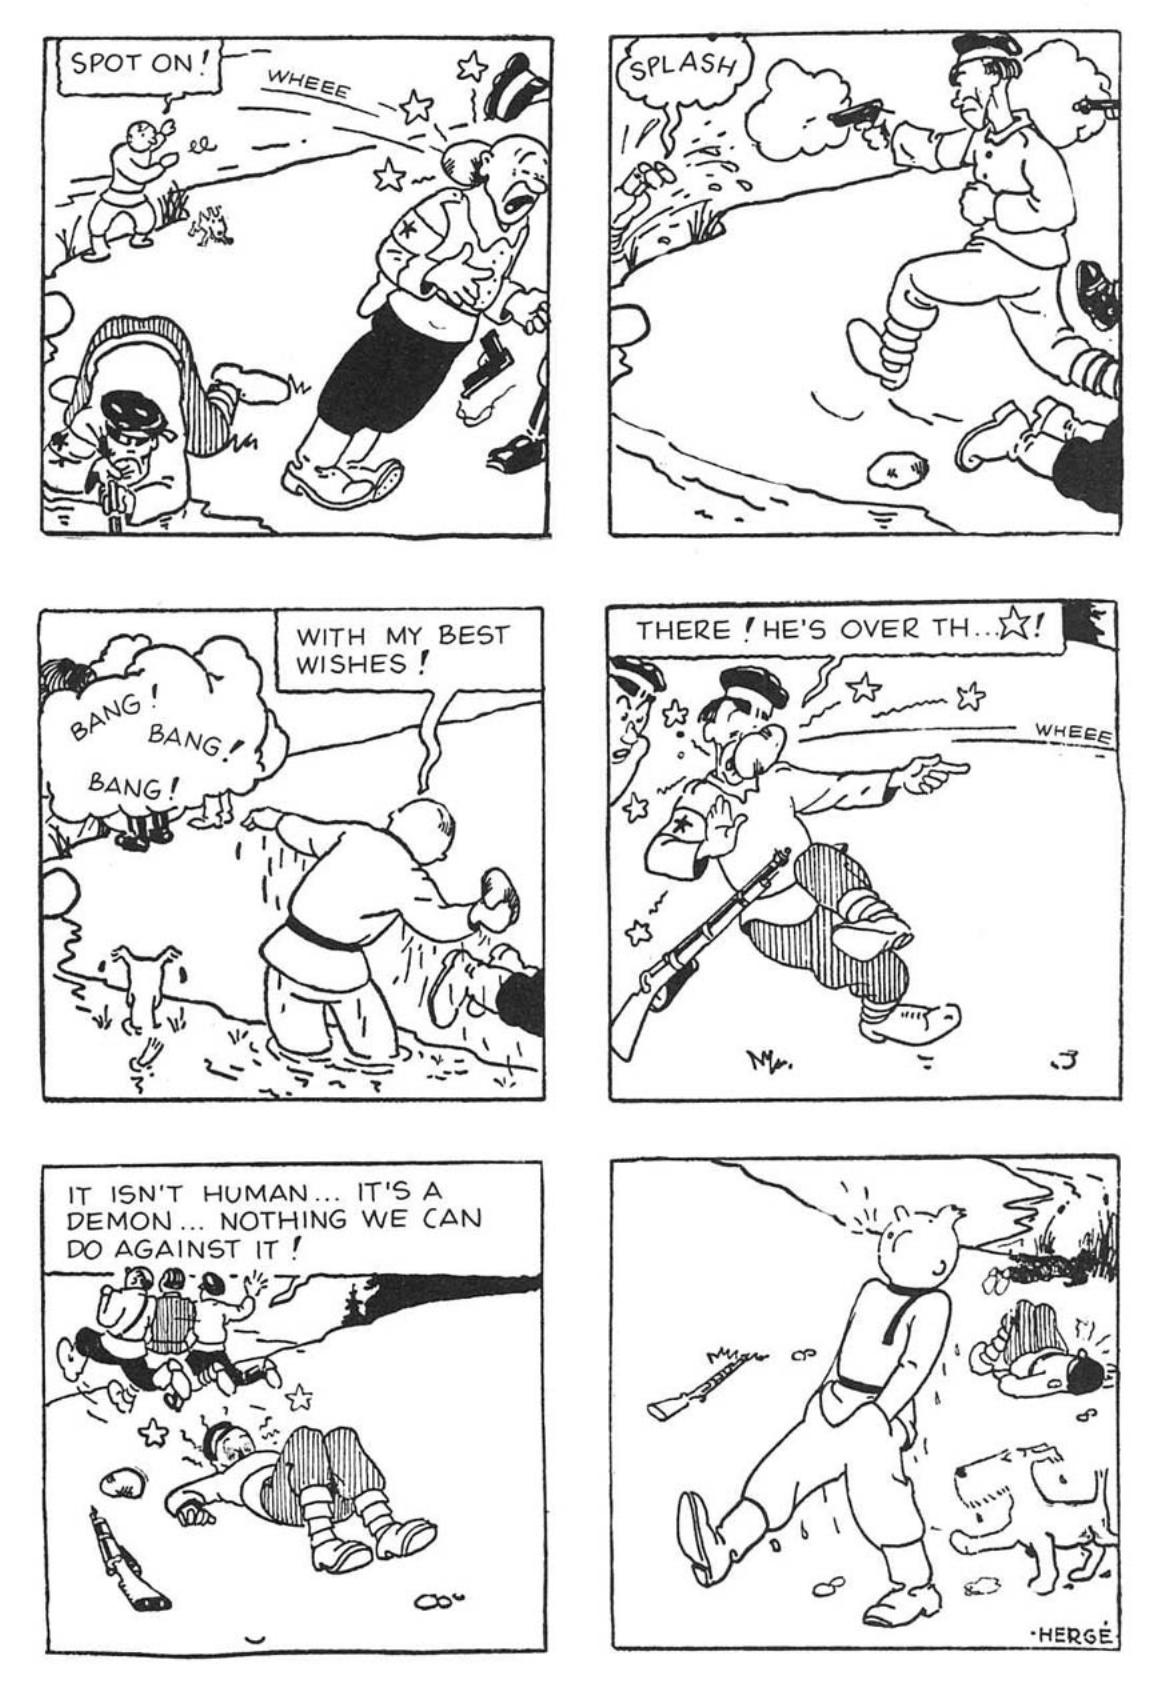 SPOT ON!
WHEEE
SPLASH
BANG!
BANG!
BANG!
WITH MY BEST
WISHES!
THERE! HE'S OVER TH...☆!
WHEEE
IT ISN'T HUMAN... IT'S A
DEMON... NOTHING WE CAN
DO AGAINST IT!
·HERGÉ·